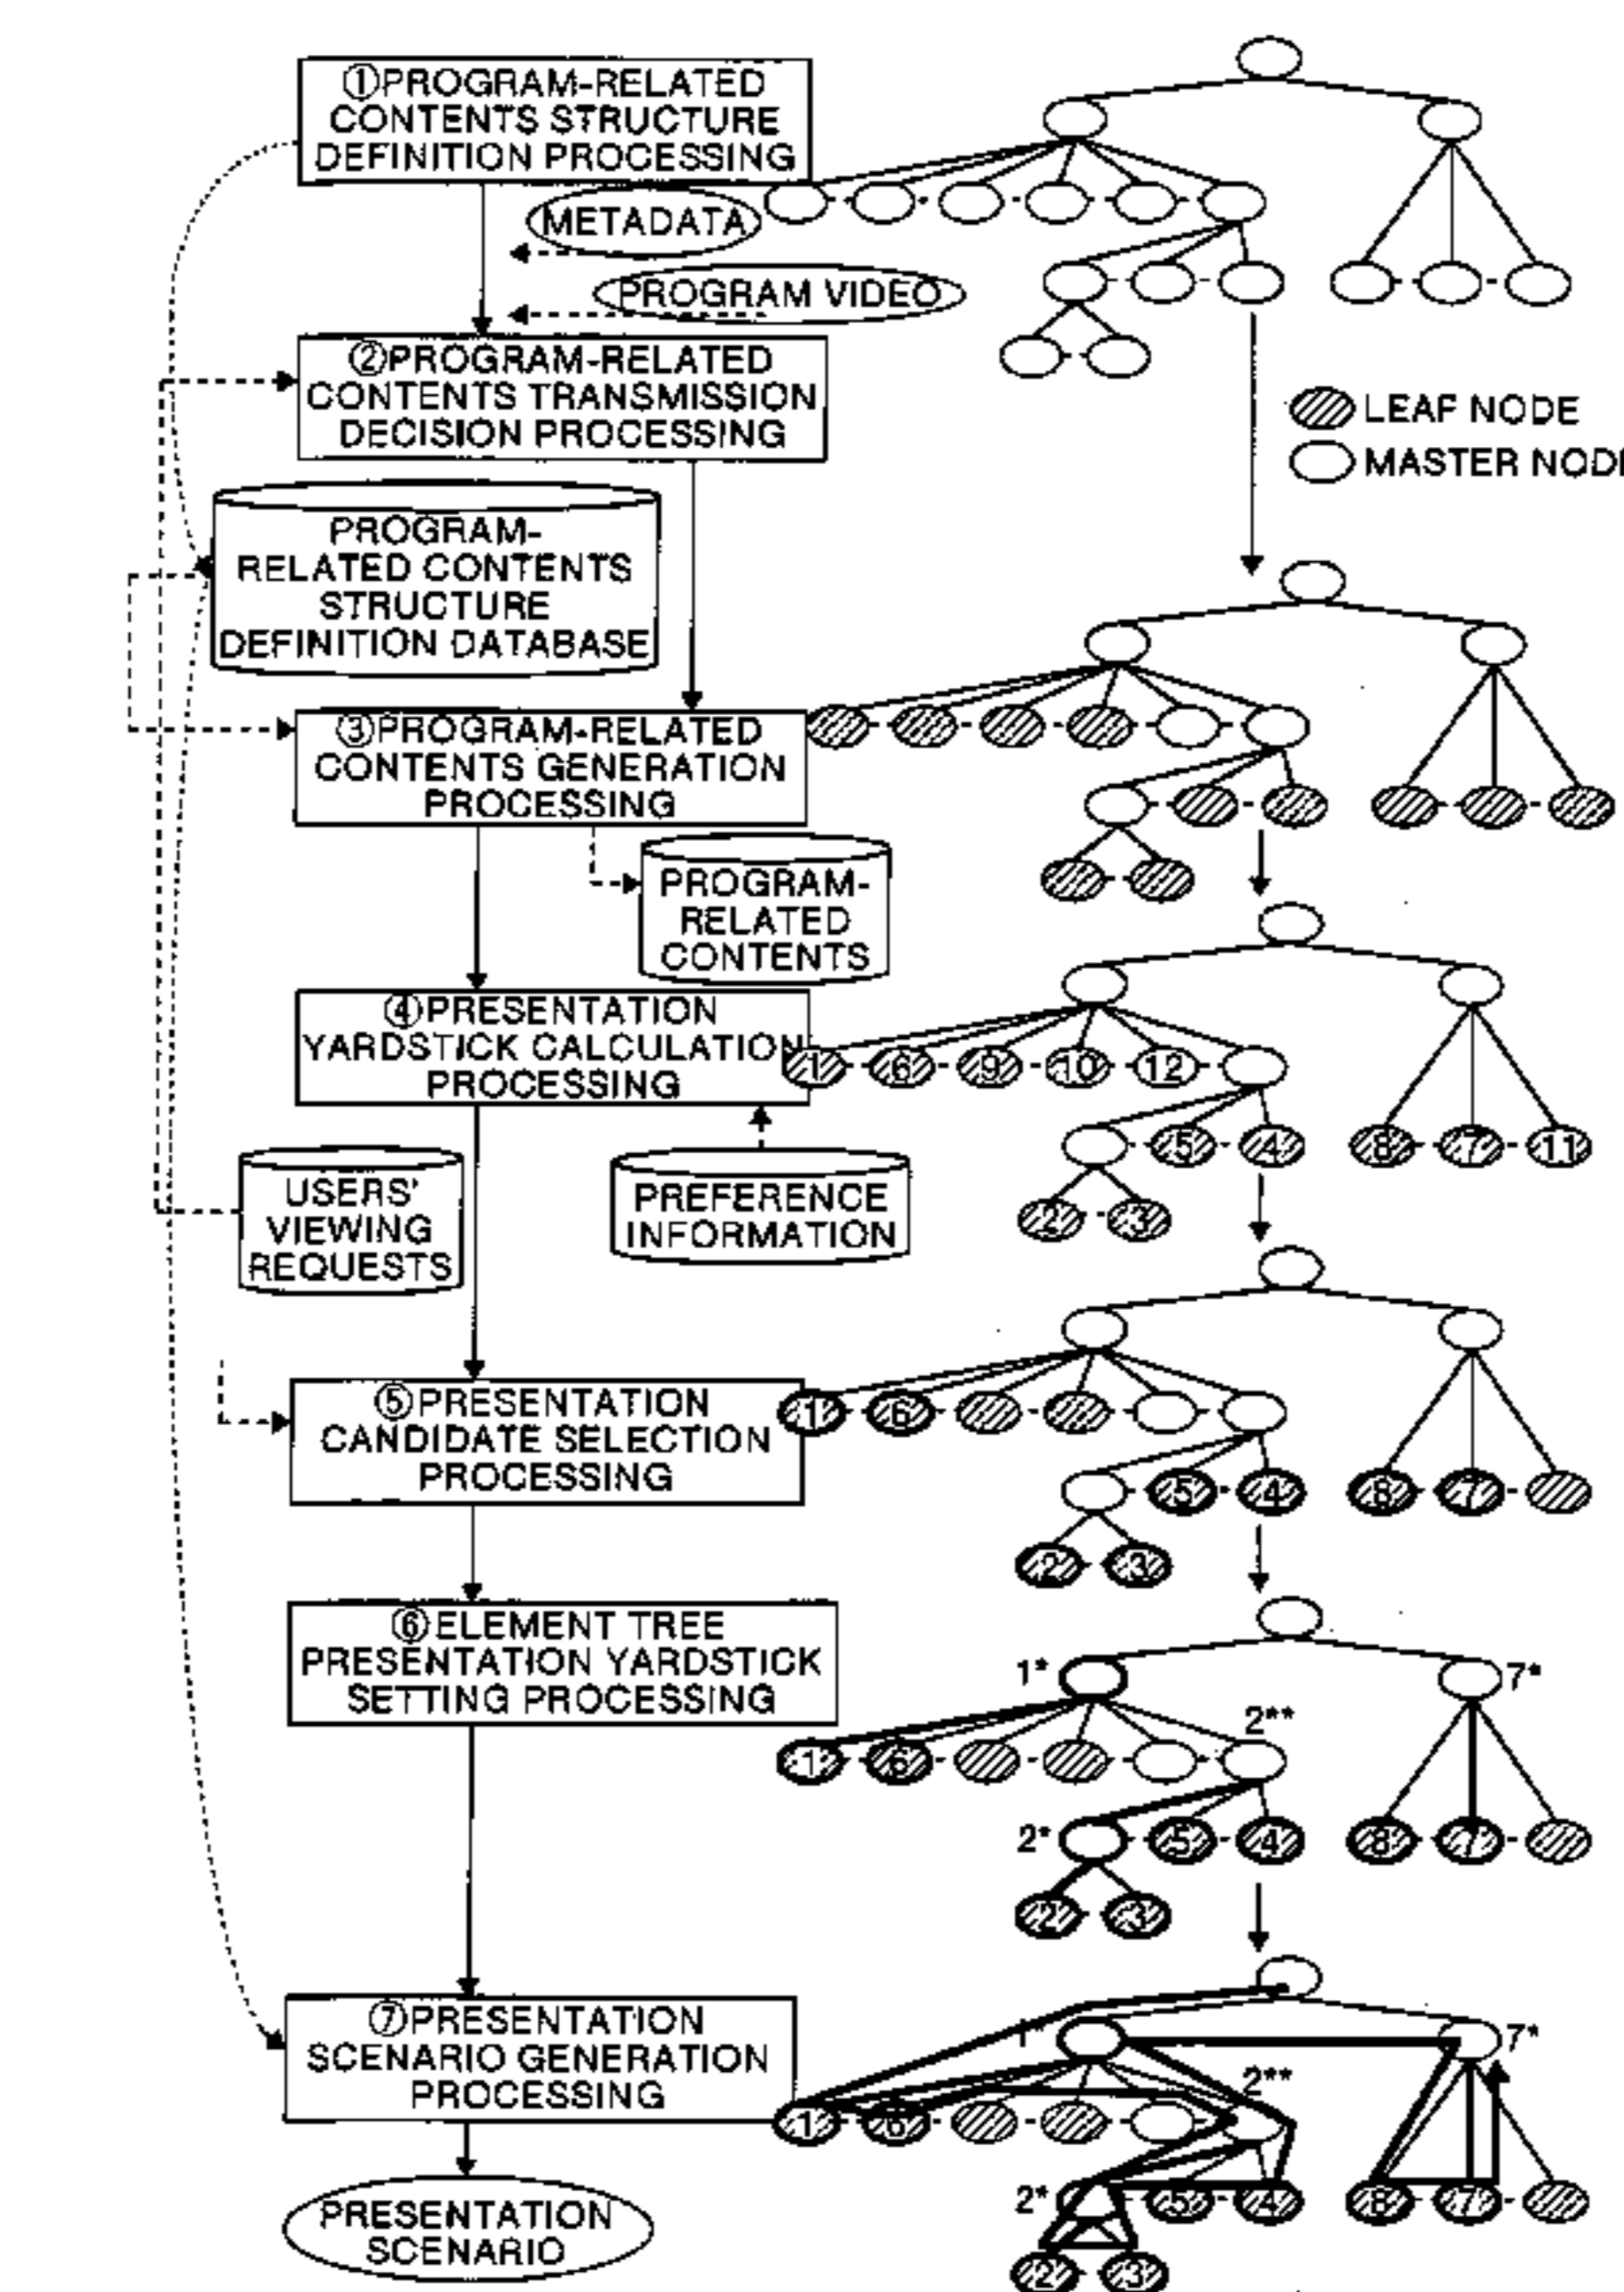 ①PROGRAM-RELATED
CONTENTS STRUCTURE
DEFINITION PROCESSING
METADATA
PROGRAM VIDEO
②PROGRAM-RELATED
CONTENTS TRANSMISSION
DECISION PROCESSING
LEAF NODE
MASTER NODE
PROGRAM-
RELATED CONTENTS
STRUCTURE
DEFINITION DATABASE
③PROGRAM-RELATED
CONTENTS GENERATION
PROCESSING
PROGRAM-
RELATED
CONTENTS
④PRESENTATION
YARDSTICK CALCULATION
PROCESSING
1 6 9 10 12
5 4 8 7 11
2 3
USERS'
VIEWING
REQUESTS
PREFERENCE
INFORMATION
⑤PRESENTATION
CANDIDATE SELECTION
PROCESSING
1 6
5 4 8 7
2 3
⑥ELEMENT TREE
PRESENTATION YARDSTICK
SETTING PROCESSING
1* 7*
2**
1 6
2* 5 4 8 7
2 3
⑦PRESENTATION
SCENARIO GENERATION
PROCESSING
1* 7*
2**
1 6
2* 5 4 8 7
2 3
PRESENTATION
SCENARIO